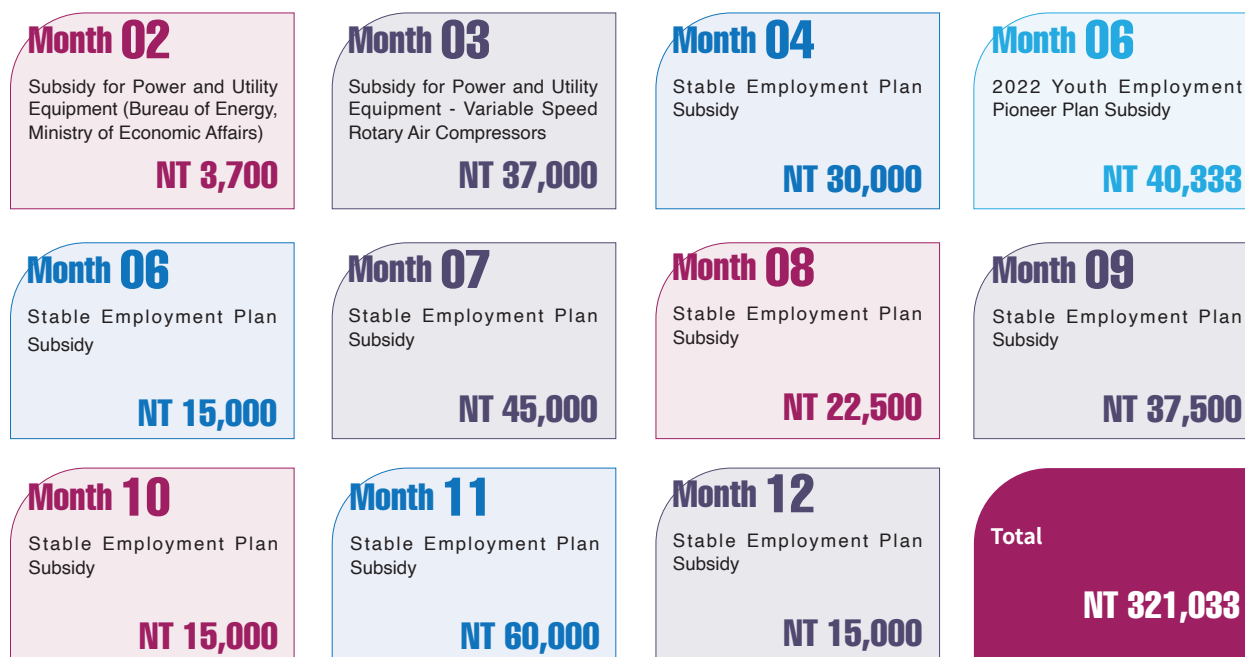 Month 02
Subsidy for Power and Utility
Equipment (Bureau of Energy,
Ministry of Economic Affairs)
NT 3,700
Month 03
Subsidy for Power and Utility
Equipment - Variable Speed
Rotary Air Compressors
NT 37,000
Month 04
Stable Employment Plan
Subsidy
NT 30,000
Month 06
2022 Youth Employment
Pioneer Plan Subsidy
NT 40,333
Month 06
Stable Employment Plan
Subsidy
NT 15,000
Month 07
Stable Employment Plan
Subsidy
NT 45,000
Month 08
Stable Employment Plan
Subsidy
NT 22,500
Month 09
Stable Employment Plan
Subsidy
NT 37,500
Month 10
Stable Employment Plan
Subsidy
NT 15,000
Month 11
Stable Employment Plan
Subsidy
NT 60,000
Month 12
Stable Employment Plan
Subsidy
NT 15,000
Total
NT 321,033